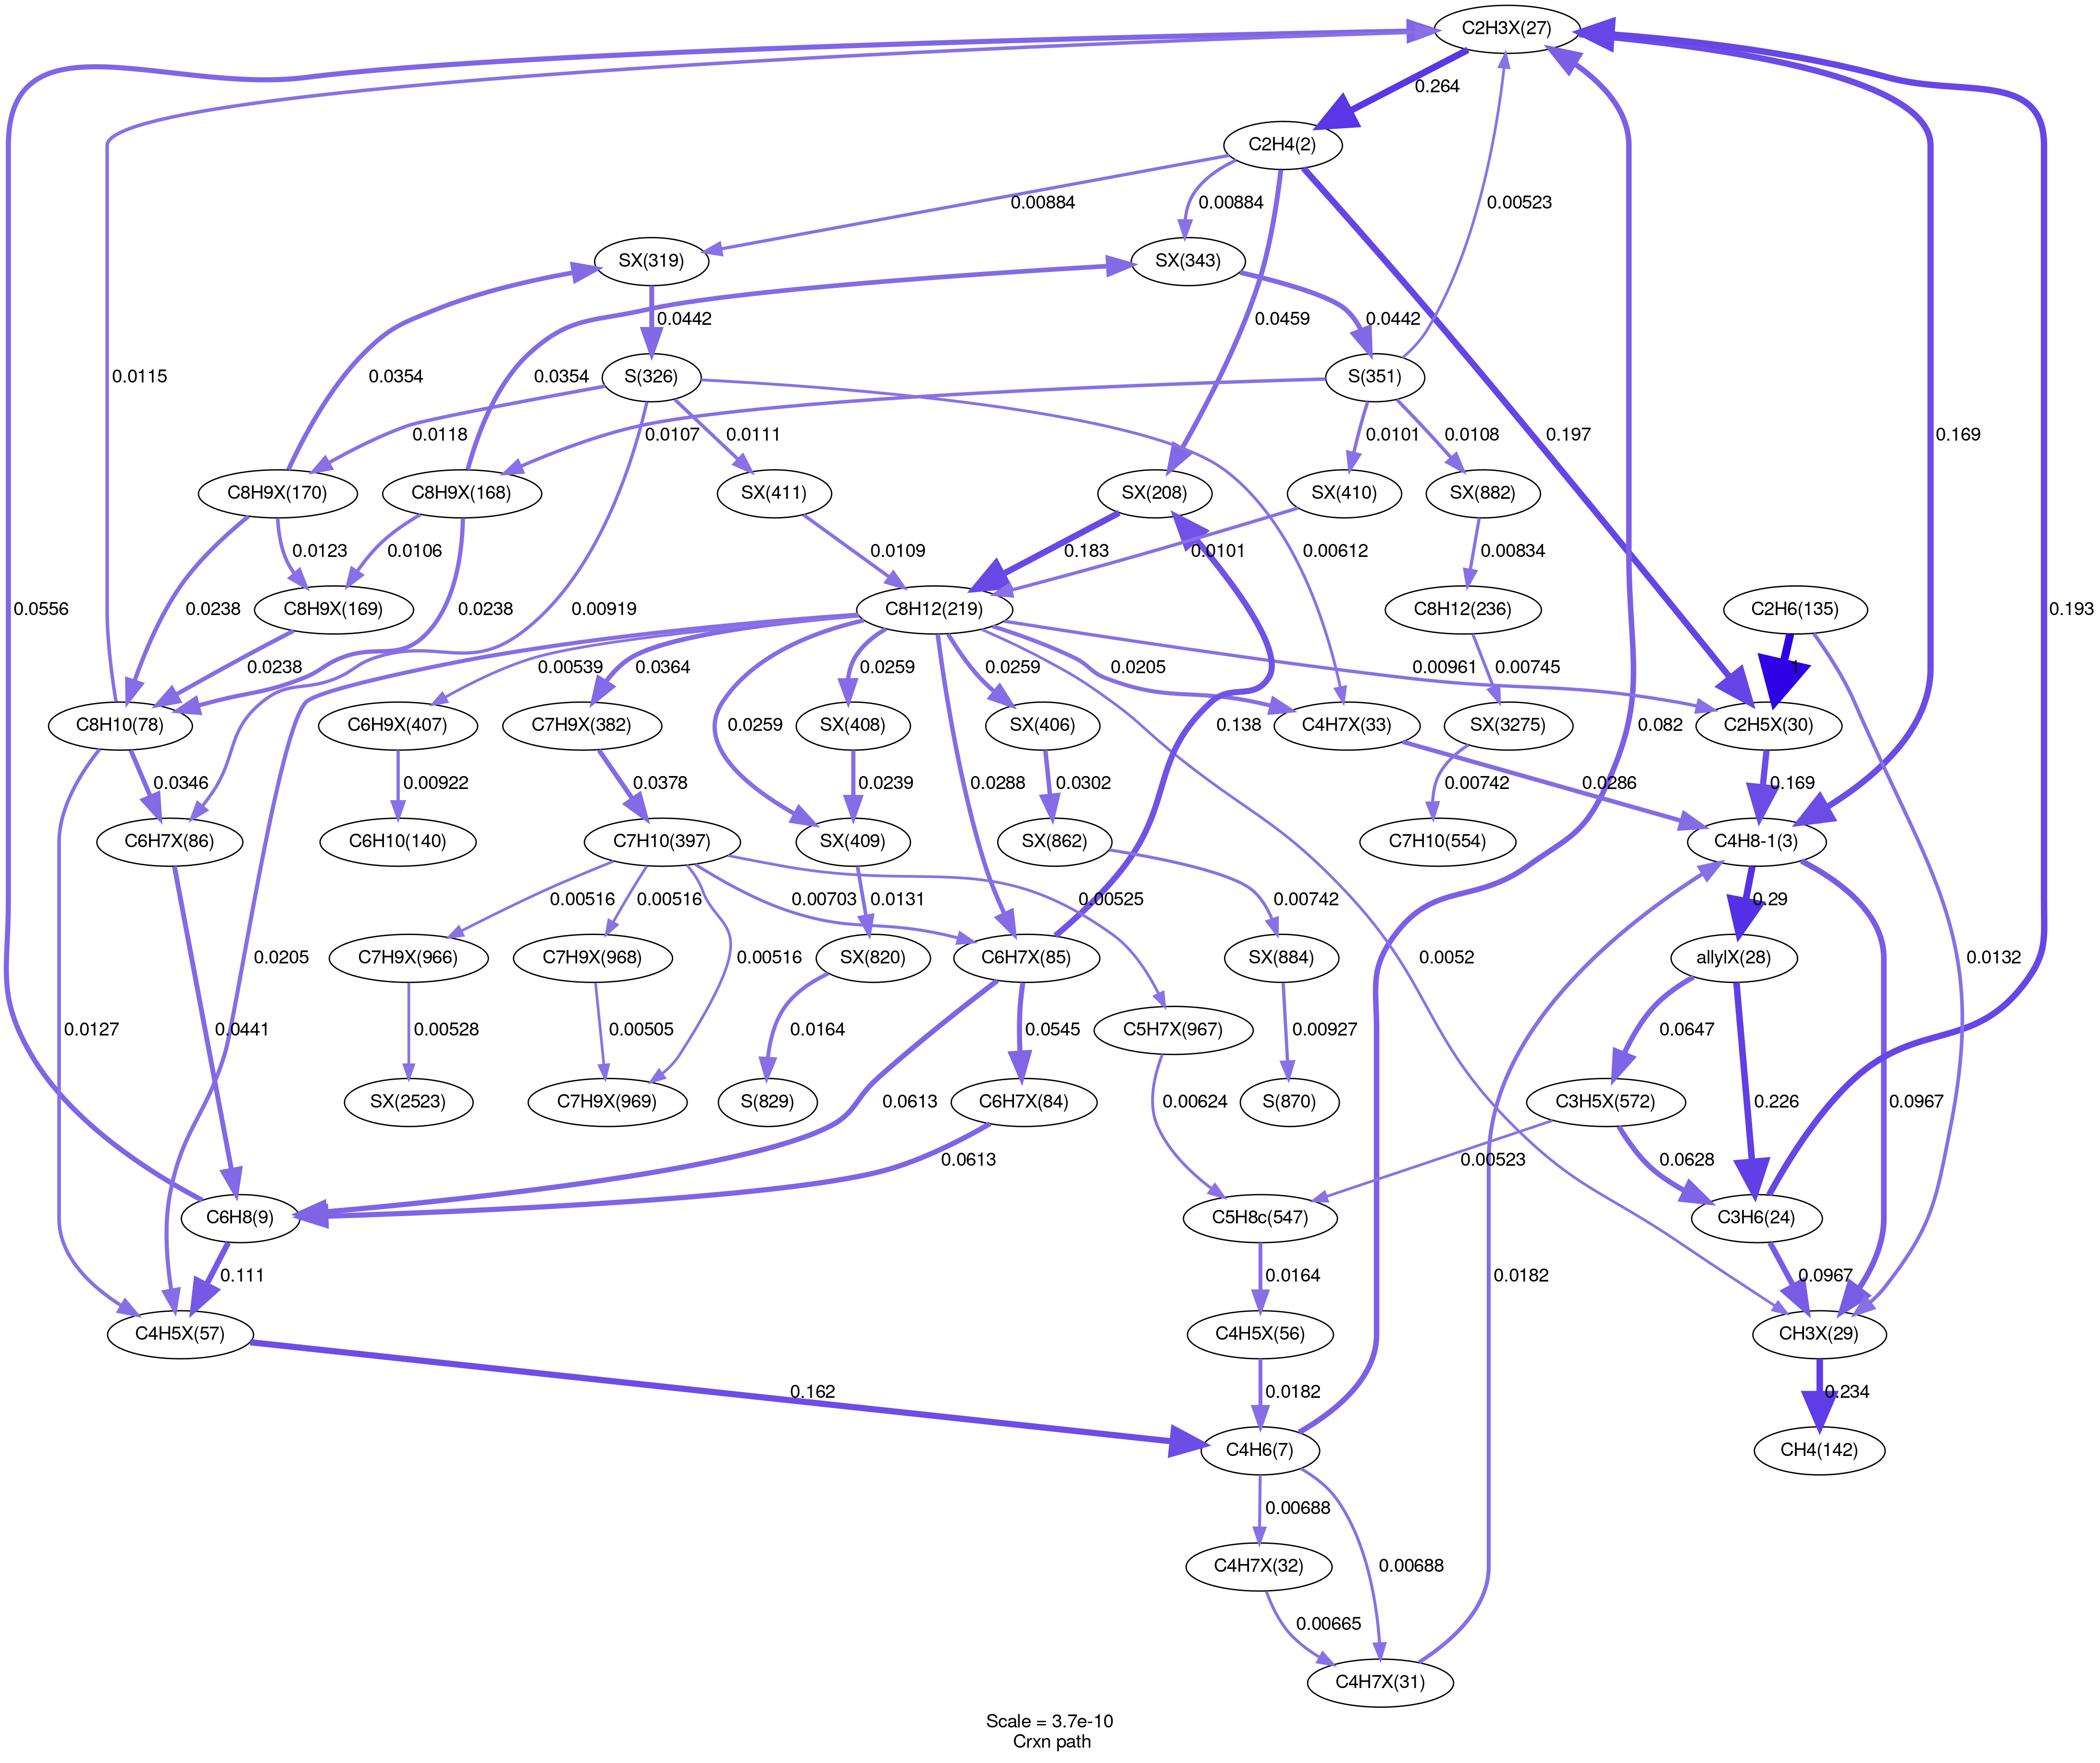 C2H3X(27)
0.264
C2H4(2)
0.00884
0.00884
0.00523
SX(319)
SX(343)
0.0459
0.0442
0.0442
0.0354
0.0354
S(326)
S(351)
0.0115
0.0118
0.0107
0.0111
0.0101
0.0108
0.197
0.169
C8H9X(170)
C8H9X(168)
SX(411)
SX(208)
SX(410)
SX(882)
0.0123
0.0106
0.0109
0.00612
0.183
0.0101
0.00834
0.0556
0.0238
C8H9X(169)
0.0238
0.00919
C8H12(219)
C8H12(236)
C2H6(135)
0.193
0.0238
0.00539
0.0364
0.0259
0.0259
0.0205
0.00961
0.00745
1
C8H10(78)
C6H9X(407)
C7H9X(382)
0.0259
SX(408)
SX(406)
0.138
C4H7X(33)
SX(3275)
0.082
C2H5X(30)
0.0346
0.00922
0.0378
0.0239
0.0288
0.0302
0.00742
0.0286
0.169
C6H7X(86)
C6H10(140)
C7H10(397)
SX(409)
SX(862)
C7H10(554)
C4H8-1(3)
0.00516
0.00516
0.00703
0.0131
0.00742
0.00525
0.29
0.0205
C7H9X(966)
C7H9X(968)
0.00516
SX(820)
C6H7X(85)
SX(884)
0.0052
allylX(28)
0.0132
0.0127
0.0441
0.00528
0.00505
0.0164
0.0545
C5H7X(967)
0.00927
0.0647
SX(2523)
C7H9X(969)
S(829)
0.0613
C6H7X(84)
0.00624
S(870)
C3H5X(572)
0.226
0.0967
0.0613
0.00523
0.0628
C6H8(9)
C5H8c(547)
C3H6(24)
0.111
0.0164
0.0182
0.0967
C4H5X(57)
C4H5X(56)
CH3X(29)
0.162
0.0182
0.234
C4H6(7)
CH4(142)
0.00688
C4H7X(32)
0.00688
0.00665
C4H7X(31)
Scale = 3.7e-10
Crxn path